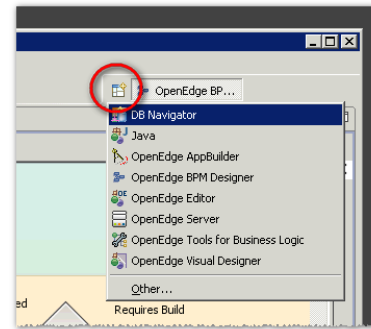 OpenEdge BP...
DB Navigator
Java
OpenEdge AppBuilder
OpenEdge BPM Designer
OpenEdge Editor
OpenEdge Server
OpenEdge Tools for Business Logic
OpenEdge Visual Designer
Other...
ed
Requires Build